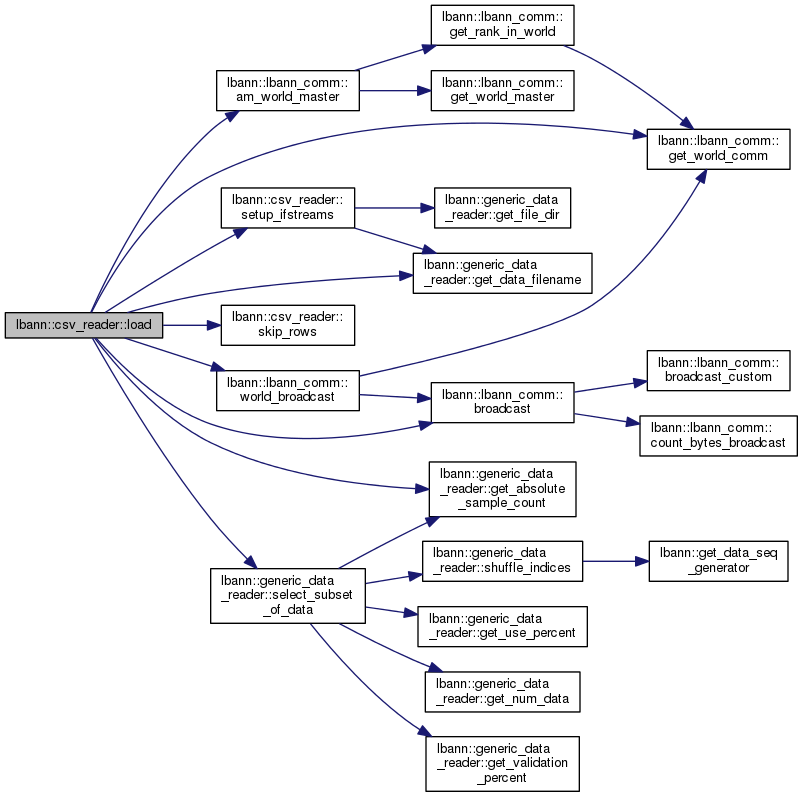 lbann::csv_reader::load
lbann::lbann_comm::
am_world_master
lbann::csv_reader::
setup_ifstreams
lbann::csv_reader::
skip_rows
lbann::lbann_comm::
world_broadcast
lbann::generic_data
_reader::select_subset
_of_data
lbann::lbann_comm::
get_rank_in_world
lbann::lbann_comm::
get_world_master
lbann::generic_data
_reader::get_file_dir
lbann::generic_data
_reader::get_data_filename
lbann::lbann_comm::
broadcast
lbann::generic_data
_reader::get_absolute
_sample_count
lbann::generic_data
_reader::shuffle_indices
lbann::generic_data
_reader::get_use_percent
lbann::generic_data
_reader::get_num_data
lbann::generic_data
_reader::get_validation
_percent
lbann::lbann_comm::
get_world_comm
lbann::lbann_comm::
broadcast_custom
lbann::lbann_comm::
count_bytes_broadcast
lbann::get_data_seq
_generator